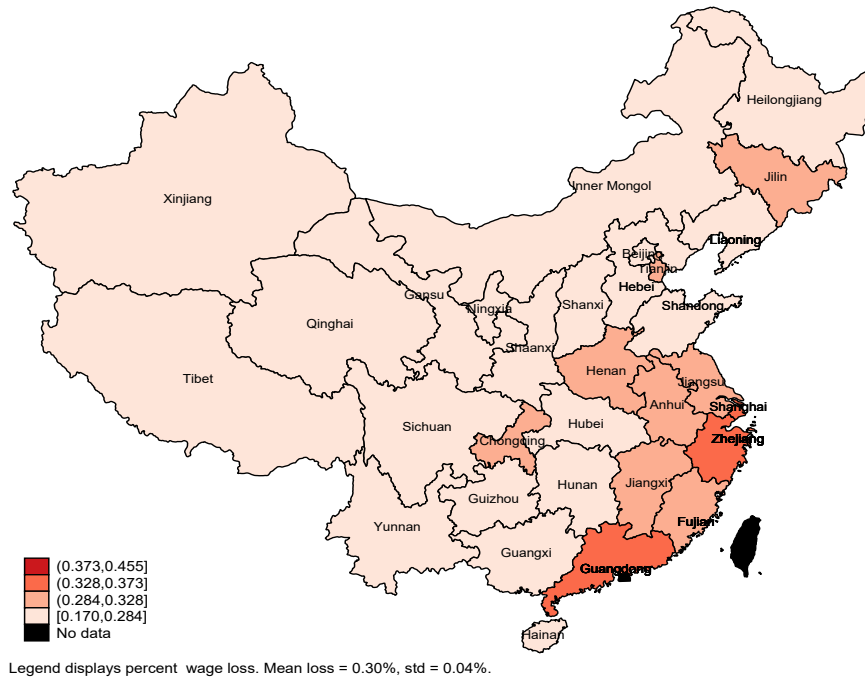 Heilongjiang
Jilin
Xinjiang
Inner Mongol
Liaoning
Beijing
Tianjin
Hebei
Gansu
Ningxia
Shanxi
Shandong
Qinghai
Shaanxi
Tibet
Henan
Jiangsu
Anhui
Shanghai
Sichuan
Hubei
Chongqing
Zhejiang
Jiangxi
Hunan
Guizhou
Fujian
Yunnan
Guangxi
Guangdong
Hainan
(0.373,0.455]
(0.328,0.373]
(0.284,0.328]
[0.170,0.284]
No data
Legend displays percent wage loss. Mean loss = 0.30%, std = 0.04%.